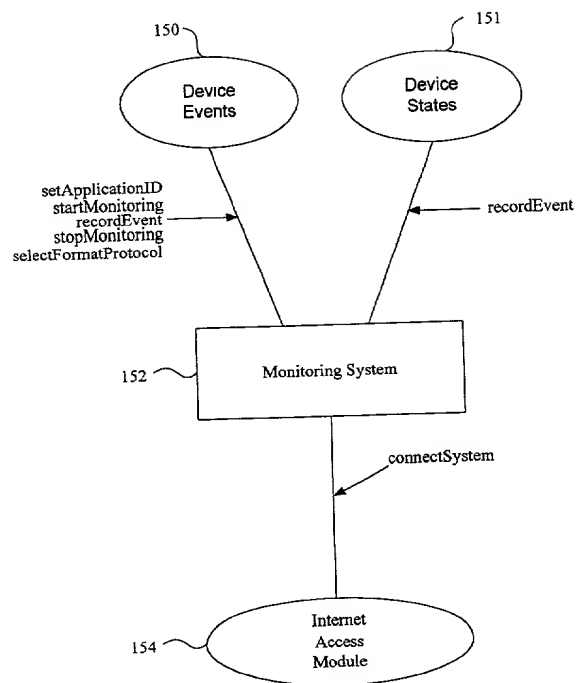 150
151
Device
Events
Device
States
setApplicationID
startMonitoring
recordEvent
stopMonitoring
selectFormatProtocol
recordEvent
152
Monitoring System
connectSystem
154
Internet
Access
Module